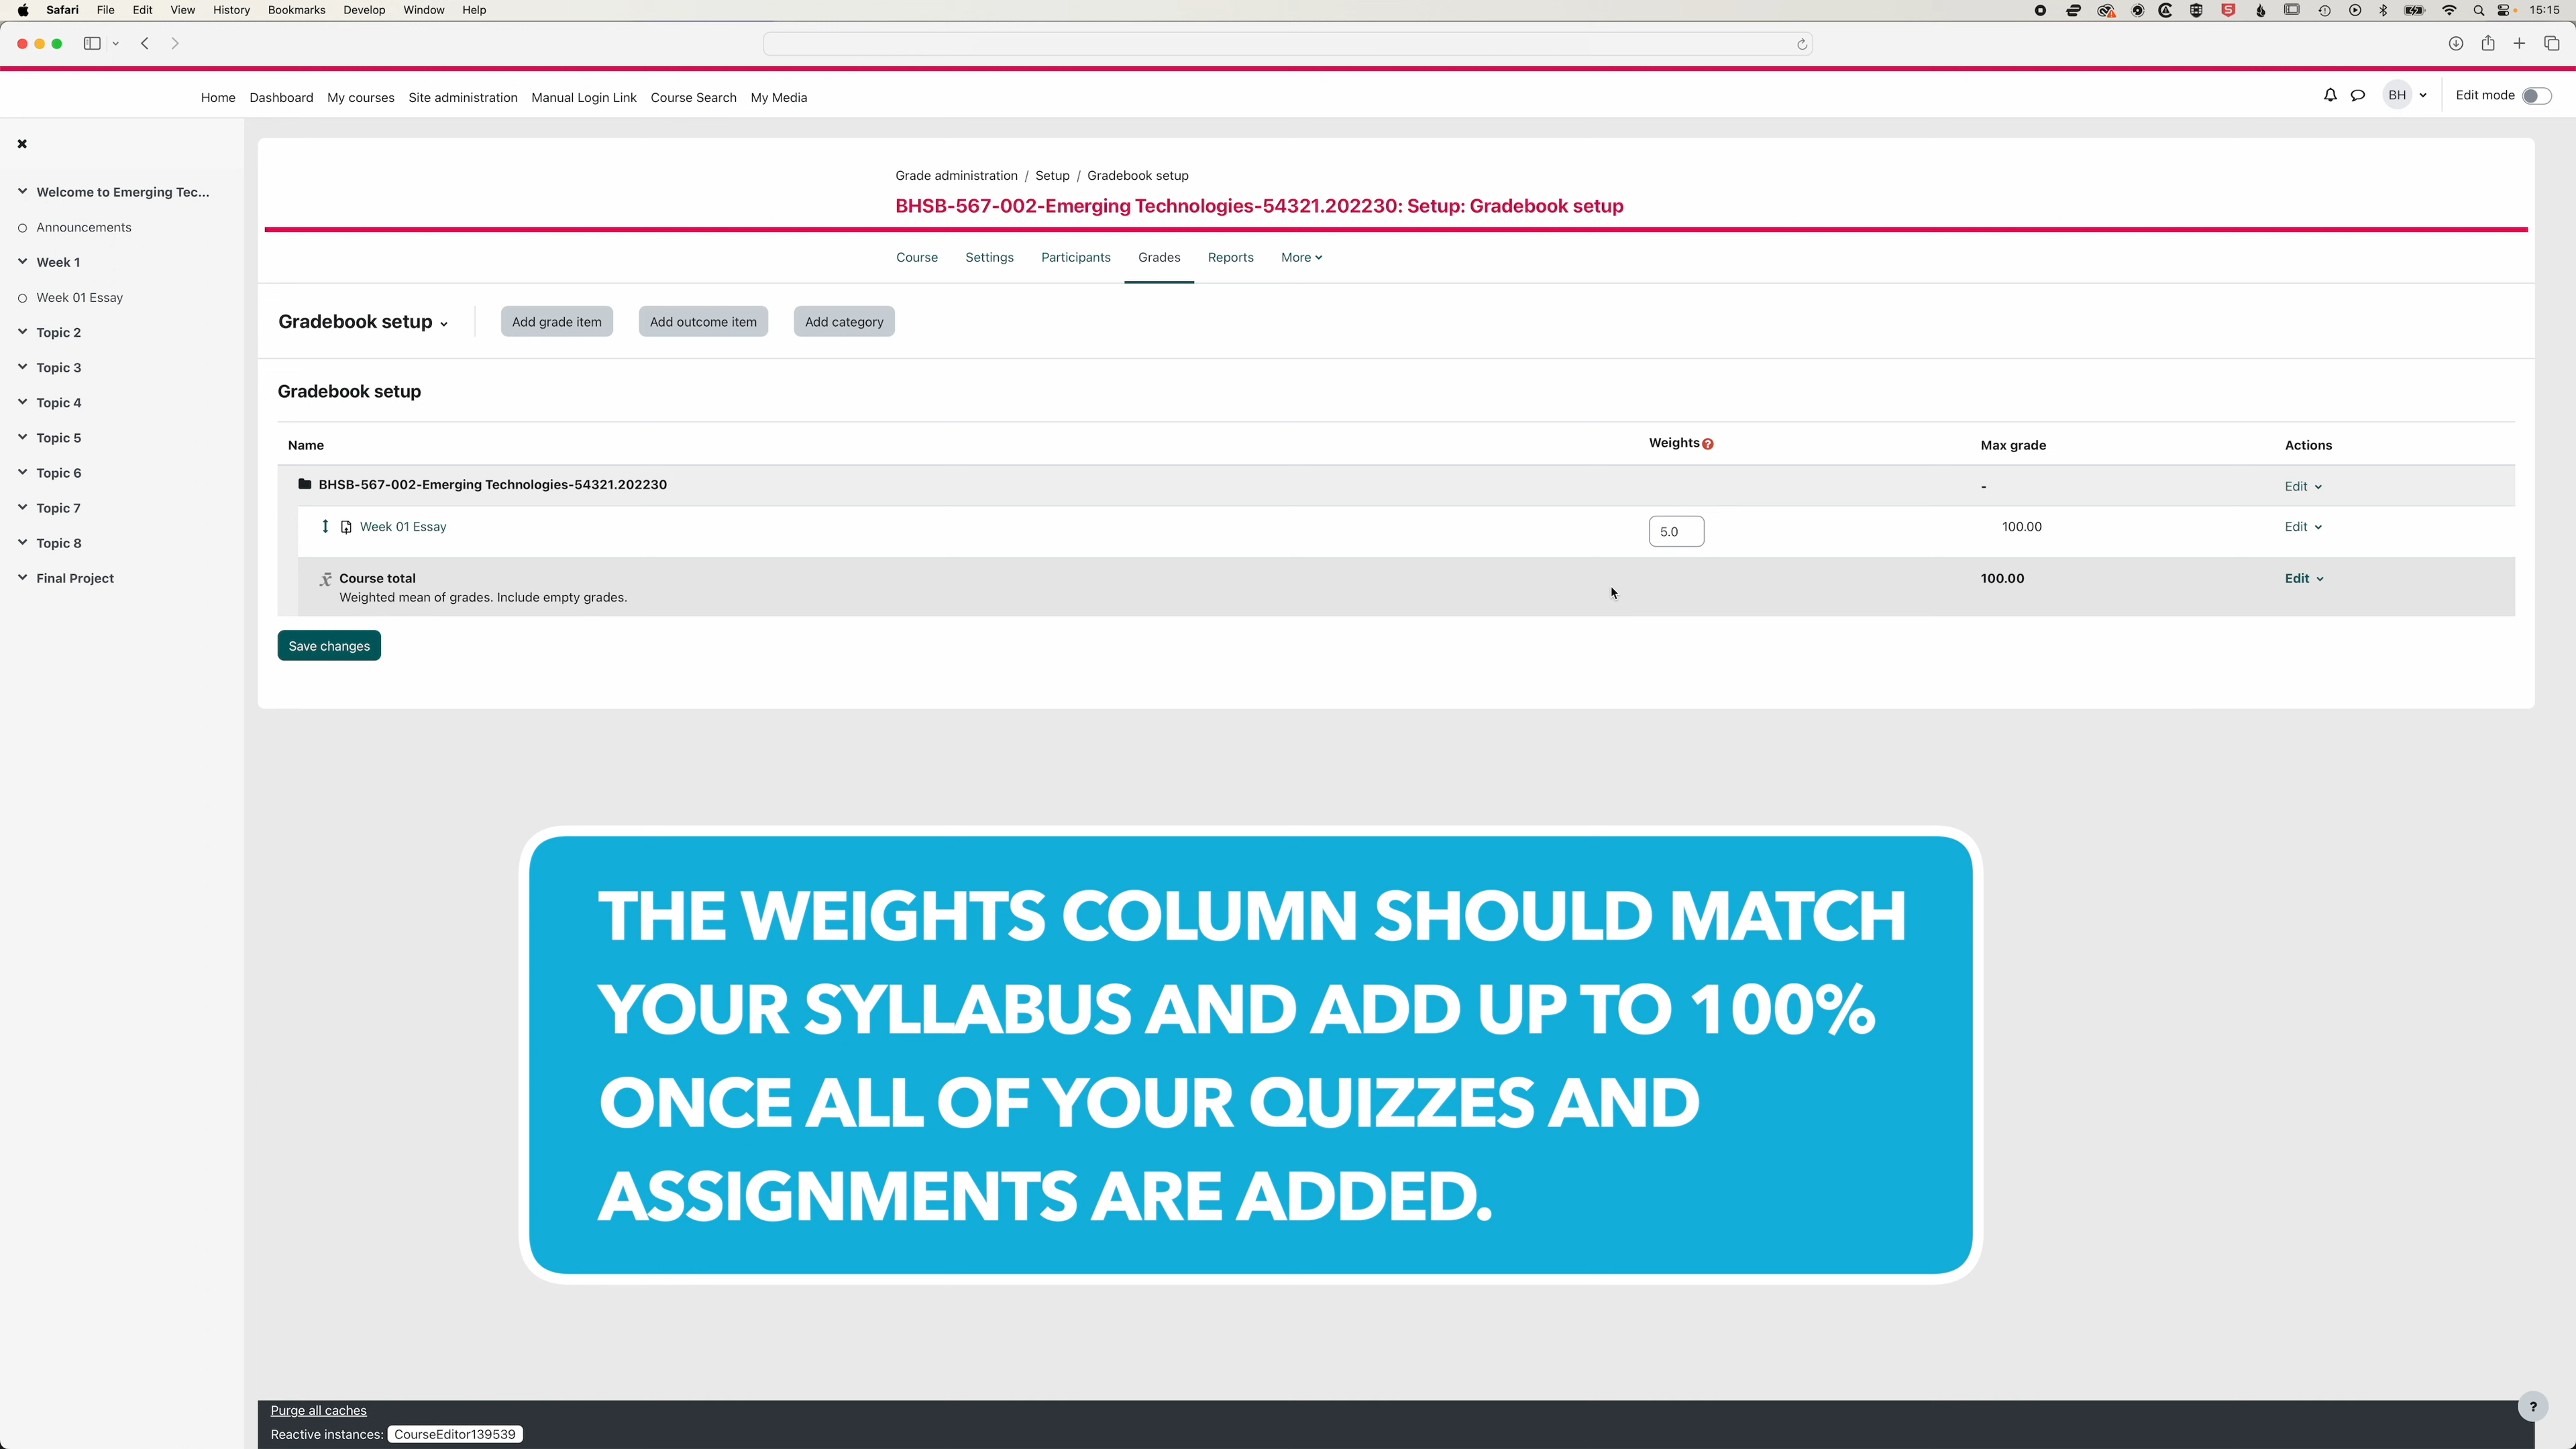 Safari File Edit View History Bookmarks Develop Window Help 15:15
Home Dashboard My courses Site administration Manual Login Link Course Search My Media BH Edit mode
Welcome to Emerging Tec...
Announcements
Week 1
Week 01 Essay
Topic 2
Topic 3
Topic 4
Topic 5
Topic 6
Topic 7
Topic 8
Final Project
Grade administration / Setup / Gradebook setup
BHSB-567-002-Emerging Technologies-54321.202230: Setup: Gradebook setup
Course Settings Participants Grades Reports More
Gradebook setup Add grade item Add outcome item Add category
Gradebook setup
Name Weights ? Max grade Actions
BHSB-567-002-Emerging Technologies-54321.202230 - Edit
Week 01 Essay 5.0 100.00 Edit
Course total 100.00 Edit
Weighted mean of grades. Include empty grades.
Save changes
THE WEIGHTS COLUMN SHOULD MATCH
YOUR SYLLABUS AND ADD UP TO 100%
ONCE ALL OF YOUR QUIZZES AND
ASSIGNMENTS ARE ADDED.
Purge all caches
Reactive instances: CourseEditor139539
?